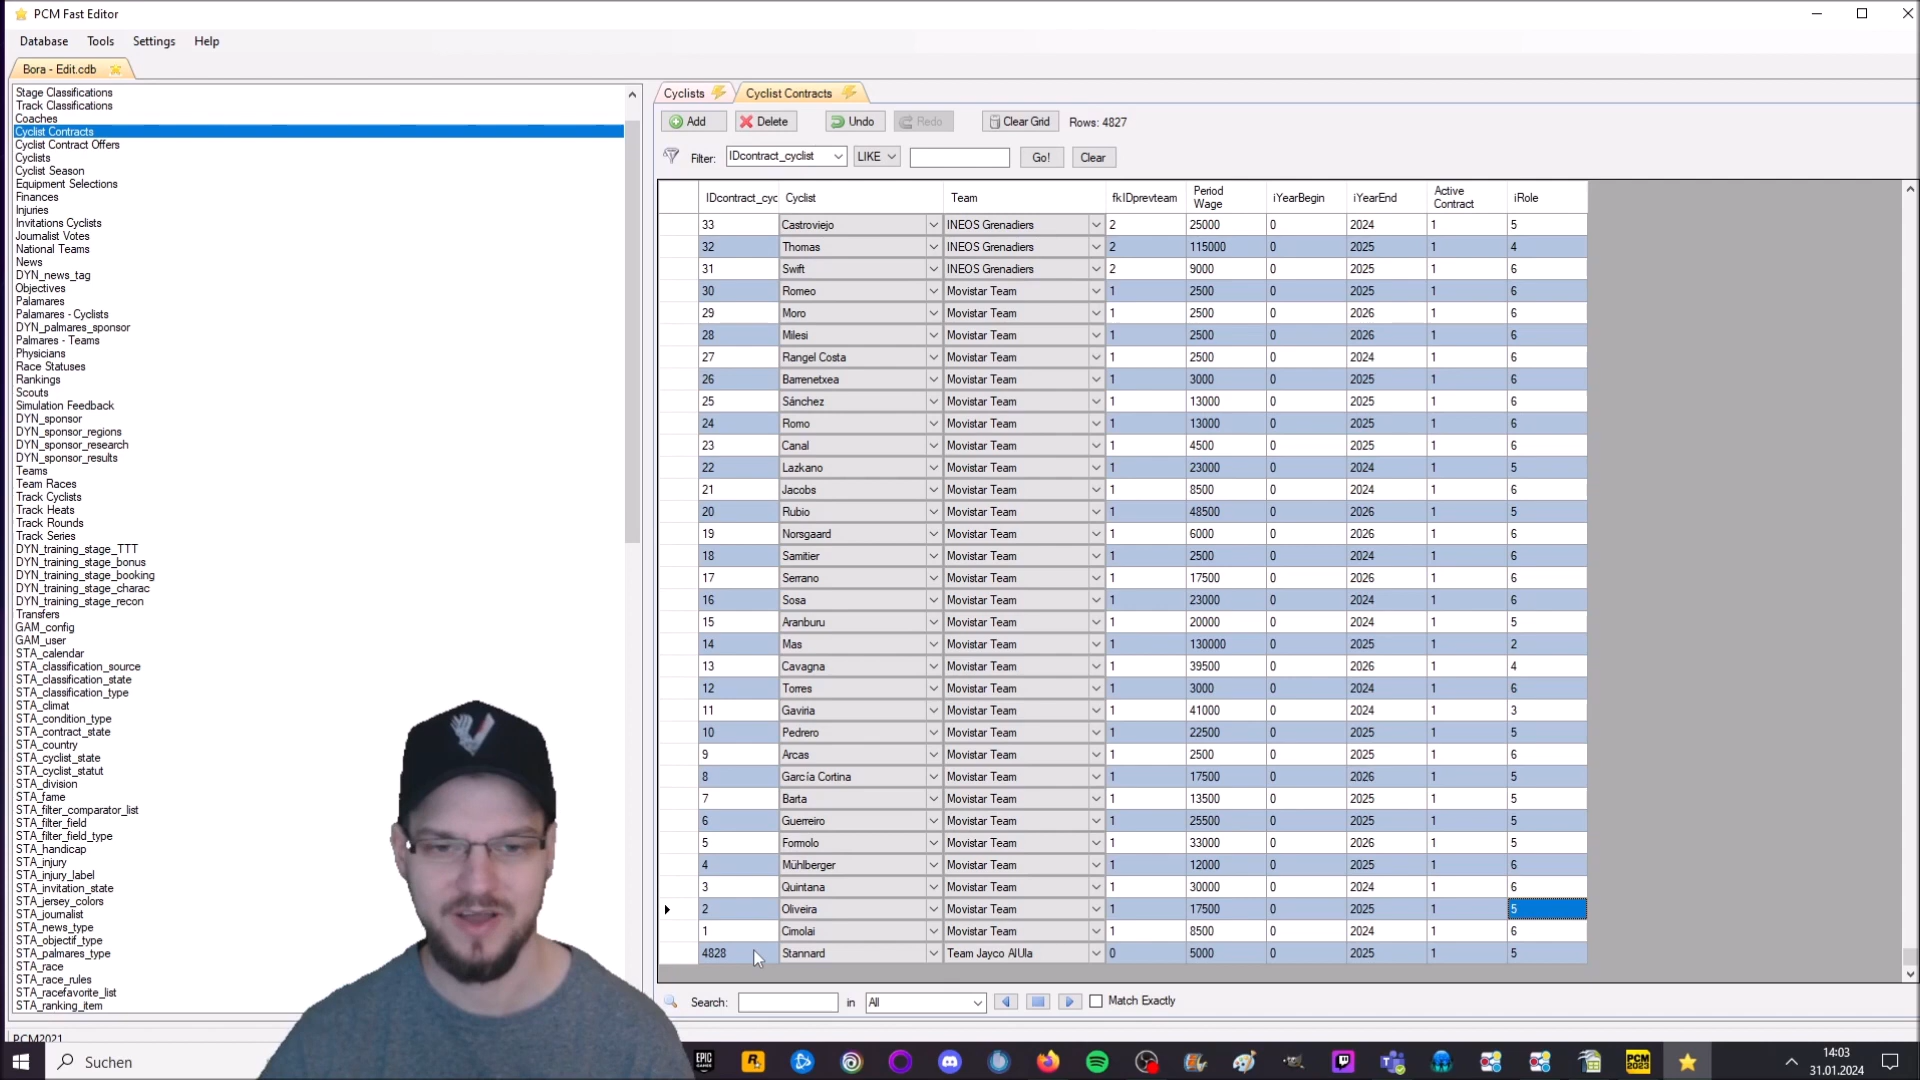 PCM Fast Editor
Database Tools Settings Help
Bora - Edit.cdb
Stage Classifications
Track Classifications
Coaches
Cyclist Contracts
Cyclist Contract Offers
Cyclists
Cyclist Season
Equipment Selections
Finances
Injuries
Invitations Cyclists
Journalist Votes
National Teams
News
DYN_news_tag
Objectives
Palamares
Palamares - Cyclists
DYN_palmares_sponsor
Palmares - Teams
Physicians
Race Statuses
Rankings
Scouts
Simulation Feedback
DYN_sponsor
DYN_sponsor_regions
DYN_sponsor_research
DYN_sponsor_results
Teams
Team Races
Track Cyclists
Track Heats
Track Rounds
Track Series
DYN_training_stage_TTT
DYN_training_stage_bonus
DYN_training_stage_booking
DYN_training_stage_charac
DYN_training_stage_recon
Transfers
GAM_config
GAM_user
STA_calendar
STA_classification_source
STA_classification_state
STA_classification_type
STA_climat
STA_condition_type
STA_contract_state
STA_country
STA_cyclist_state
STA_cyclist_statut
STA_division
STA_fame
STA_filter_comparator_list
STA_filter_field
STA_filter_field_type
STA_handicap
STA_injury
STA_injury_label
STA_invitation_state
STA_jersey_colors
STA_journalist
STA_news_type
STA_objectif_type
STA_palmares_type
STA_race
STA_race_rules
STA_racefavorite_list
STA_ranking_item
PCM2021
Cyclists Cyclist Contracts
Add Delete Undo Redo Clear Grid Rows: 4827
Filter: IDcontract_cyclist LIKE Go! Clear
IDcontract_cyc Cyclist Team fkIDprevteam Period Wage iYearBegin iYearEnd Active Contract iRole
33 Castroviejo INEOS Grenadiers 2 25000 0 2024 1 5
32 Thomas INEOS Grenadiers 2 115000 0 2025 1 4
31 Swift INEOS Grenadiers 2 9000 0 2025 1 6
30 Romeo Movistar Team 1 2500 0 2025 1 6
29 Moro Movistar Team 1 2500 0 2026 1 6
28 Milesi Movistar Team 1 2500 0 2026 1 6
27 Rangel Costa Movistar Team 1 2500 0 2024 1 6
26 Barrenetxea Movistar Team 1 3000 0 2025 1 6
25 Sánchez Movistar Team 1 13000 0 2025 1 6
24 Romo Movistar Team 1 13000 0 2025 1 6
23 Canal Movistar Team 1 4500 0 2025 1 6
22 Lazkano Movistar Team 1 23000 0 2024 1 5
21 Jacobs Movistar Team 1 8500 0 2024 1 6
20 Rubio Movistar Team 1 48500 0 2026 1 5
19 Norsgaard Movistar Team 1 6000 0 2026 1 6
18 Samitier Movistar Team 1 2500 0 2024 1 6
17 Serrano Movistar Team 1 17500 0 2026 1 6
16 Sosa Movistar Team 1 23000 0 2024 1 6
15 Aranburu Movistar Team 1 20000 0 2024 1 5
14 Mas Movistar Team 1 130000 0 2025 1 2
13 Cavagna Movistar Team 1 39500 0 2026 1 4
12 Torres Movistar Team 1 3000 0 2024 1 6
11 Gaviria Movistar Team 1 41000 0 2024 1 3
10 Pedrero Movistar Team 1 22500 0 2025 1 5
9 Arcas Movistar Team 1 2500 0 2025 1 6
8 García Cortina Movistar Team 1 17500 0 2026 1 5
7 Barta Movistar Team 1 13500 0 2025 1 5
6 Guerreiro Movistar Team 1 25500 0 2025 1 5
5 Formolo Movistar Team 1 33000 0 2026 1 5
4 Mühlberger Movistar Team 1 12000 0 2025 1 6
3 Quintana Movistar Team 1 30000 0 2024 1 6
2 Oliveira Movistar Team 1 17500 0 2025 1 5
1 Cimolai Movistar Team 1 8500 0 2024 1 6
4828 Stannard Team Jayco AlUla 0 5000 0 2025 1 5
Search: in All Match Exactly
Suchen
EPIC GAMES
R
PCM 2023
14:03
31.01.2024